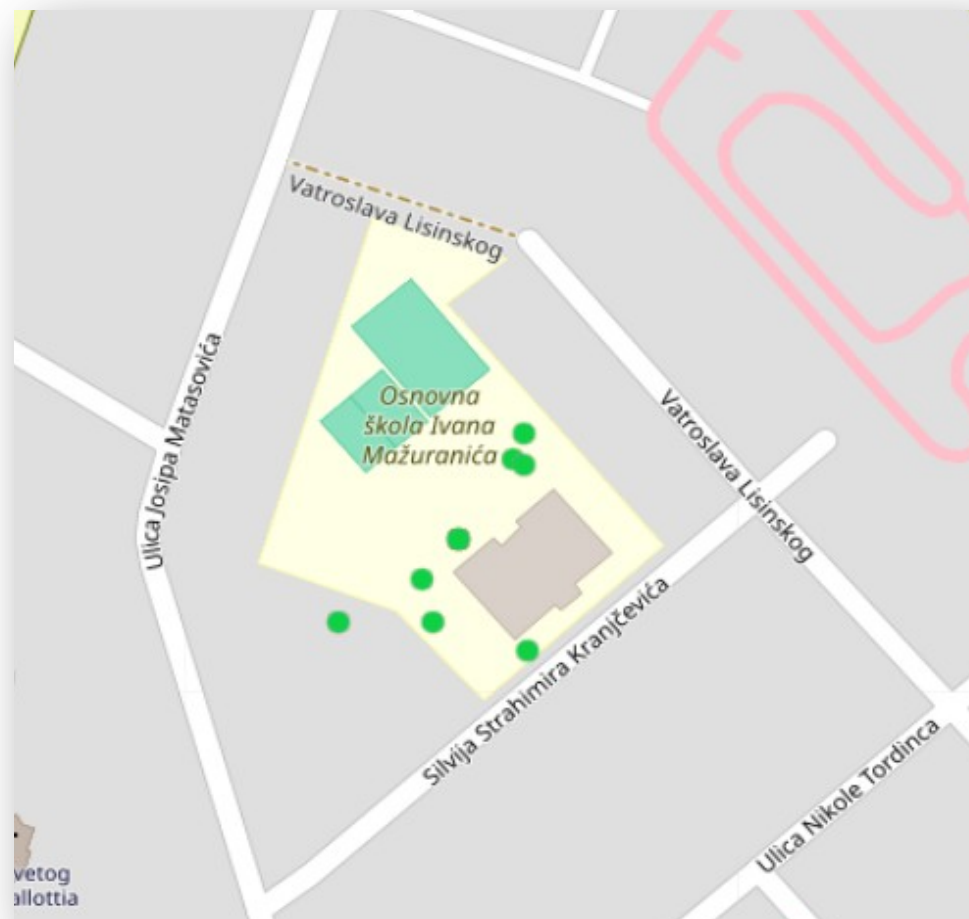 Vatroslava Lisinskog
Ulica Josipa Matasovića
Osnovna
škola Ivana
Mažuranića
Vatroslava Lisinskog
Silvija Strahimira Kranjčevića
Ulica Nikole Tordinca
vetog
allottia